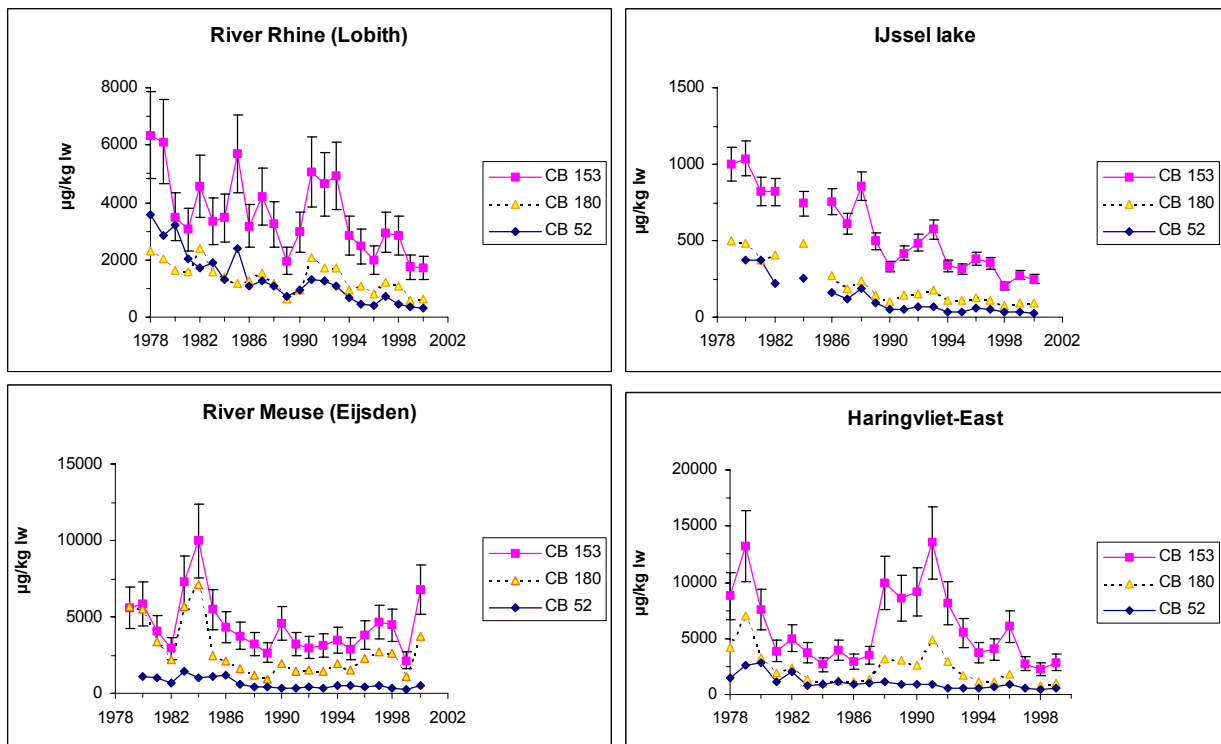 River Rhine (Lobith)
µg/kg lw
8000
6000
4000
2000
0
1978 1982 1986 1990 1994 1998 2002
CB 153
CB 180
CB 52
IJssel lake
µg/kg lw
1500
1000
500
0
1978 1982 1986 1990 1994 1998 2002
CB 153
CB 180
CB 52
River Meuse (Eijsden)
µg/kg lw
15000
10000
5000
0
1978 1982 1986 1990 1994 1998 2002
CB 153
CB 180
CB 52
Haringvliet-East
µg/kg lw
20000
15000
10000
5000
0
1978 1982 1986 1990 1994 1998
CB 153
CB 180
CB 52